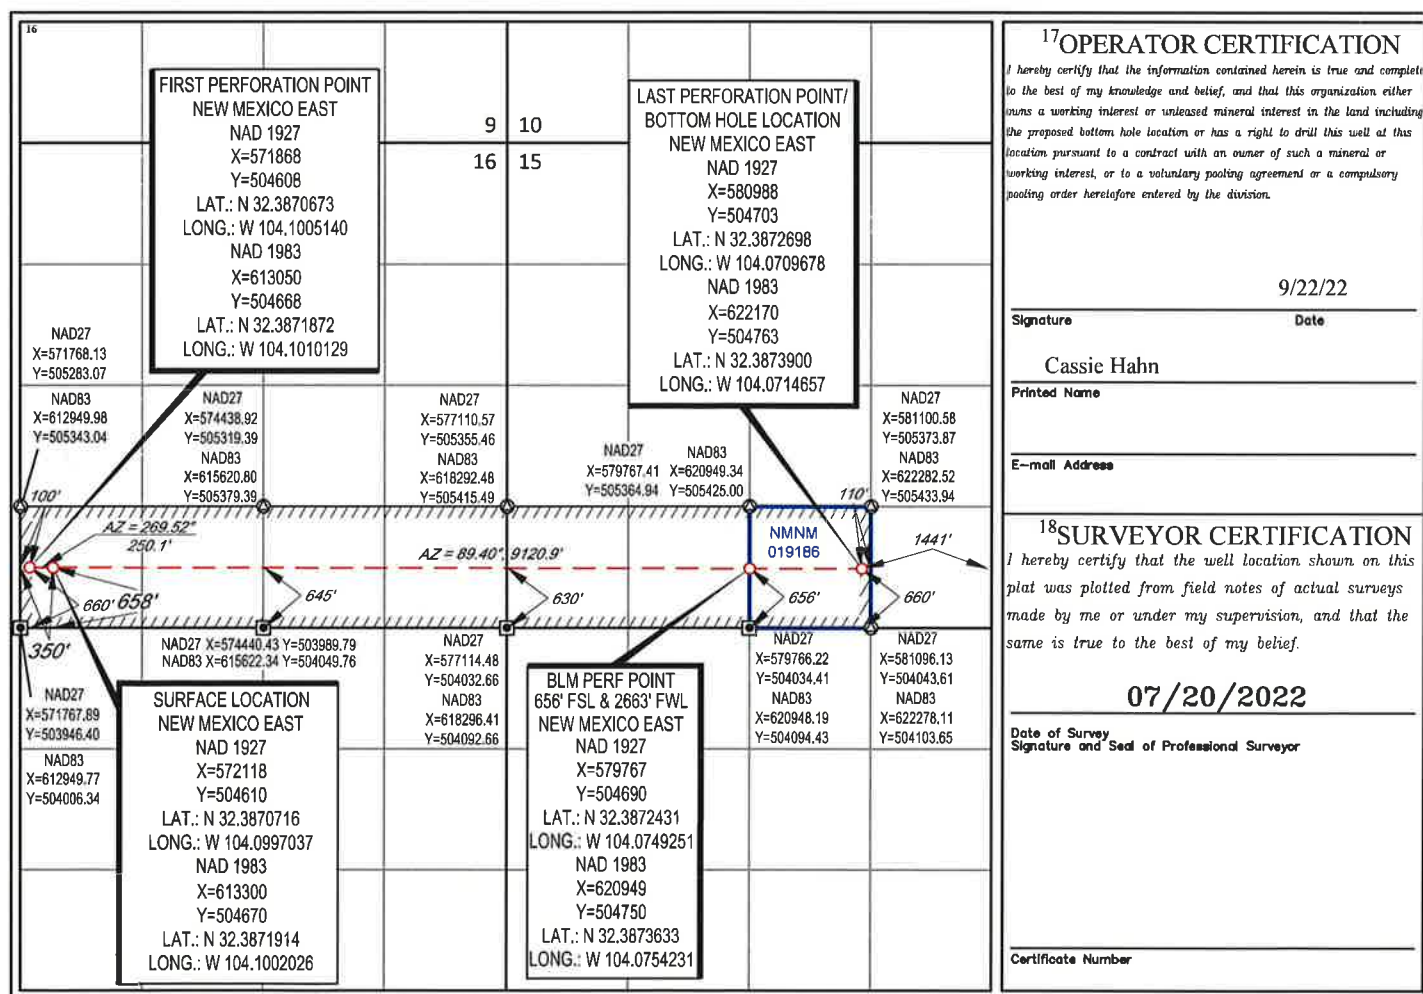 16
FIRST PERFORATION POINT
NEW MEXICO EAST
NAD 1927
X=571868
Y=504608
LAT.: N 32.3870673
LONG.: W 104.1005140
NAD 1983
X=613050
Y=504668
LAT.: N 32.3871872
LONG.: W 104.1010129
9 10
16 15
LAST PERFORATION POINT/
BOTTOM HOLE LOCATION
NEW MEXICO EAST
NAD 1927
X=580988
Y=504703
LAT.: N 32.3872698
LONG.: W 104.0709678
NAD 1983
X=622170
Y=504763
LAT.: N 32.3873900
LONG.: W 104.0714657
NAD27
X=571768.13
Y=505283.07
NAD83
X=612949.98
Y=505343.04
NAD27
X=574438.92
Y=505319.39
NAD83
X=615620.80
Y=505379.39
NAD27
X=577110.57
Y=505355.46
NAD83
X=618292.48
Y=505415.49
NAD27
X=579767.41
Y=505364.94
NAD83
X=620949.34
Y=505425.00
NAD27
X=581100.58
Y=505373.87
NAD83
X=622282.52
Y=505433.94
100'
110'
AZ = 269.52°
250.1'
AZ = 89.40°, 9120.9'
NMNM
019186
1441'
660' 658'
645'
630'
656'
660'
350'
NAD27
X=571767.89
Y=503946.40
NAD83
X=612949.77
Y=504006.34
NAD27 X=574440.43 Y=503989.79
NAD83 X=615622.34 Y=504049.76
NAD27
X=577114.48
Y=504032.66
NAD83
X=618296.41
Y=504092.66
NAD27
X=579766.22
Y=504034.41
NAD83
X=620948.19
Y=504094.43
NAD27
X=581096.13
Y=504043.61
NAD83
X=622278.11
Y=504103.65
SURFACE LOCATION
NEW MEXICO EAST
NAD 1927
X=572118
Y=504610
LAT.: N 32.3870716
LONG.: W 104.0997037
NAD 1983
X=613300
Y=504670
LAT.: N 32.3871914
LONG.: W 104.1002026
BLM PERF POINT
656' FSL & 2663' FWL
NEW MEXICO EAST
NAD 1927
X=579767
Y=504690
LAT.: N 32.3872431
LONG.: W 104.0749251
NAD 1983
X=620949
Y=504750
LAT.: N 32.3873633
LONG.: W 104.0754231
17 OPERATOR CERTIFICATION
I hereby certify that the information contained herein is true and complete
to the best of my knowledge and belief, and that this organization either
owns a working interest or unleased mineral interest in the land including
the proposed bottom hole location or has a right to drill this well at this
location pursuant to a contract with an owner of such a mineral or
working interest, or to a voluntary pooling agreement or a compulsory
pooling order heretofore entered by the division.
9/22/22
Signature Date
Cassie Hahn
Printed Name
E-mail Address
18 SURVEYOR CERTIFICATION
I hereby certify that the well location shown on this
plat was plotted from field notes of actual surveys
made by me or under my supervision, and that the
same is true to the best of my belief.
07/20/2022
Date of Survey
Signature and Seal of Professional Surveyor
Certificate Number